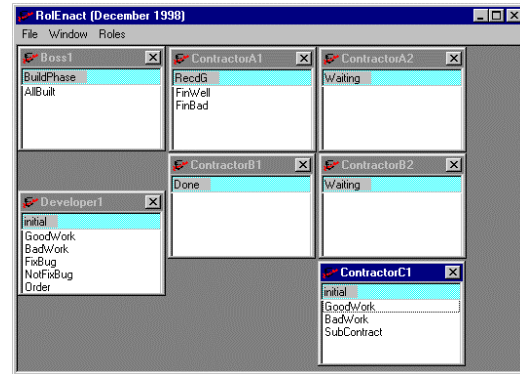 RolEnact (December 1998)
File Window Roles
Boss1
BuildPhase
AllBuilt
ContractorA1
RecdG
FinWell
FinBad
ContractorA2
Waiting
ContractorB1
Done
ContractorB2
Waiting
Developer1
initial
GoodWork
BadWork
FixBug
NotFixBug
Order
ContractorC1
initial
GoodWork
BadWork
SubContract